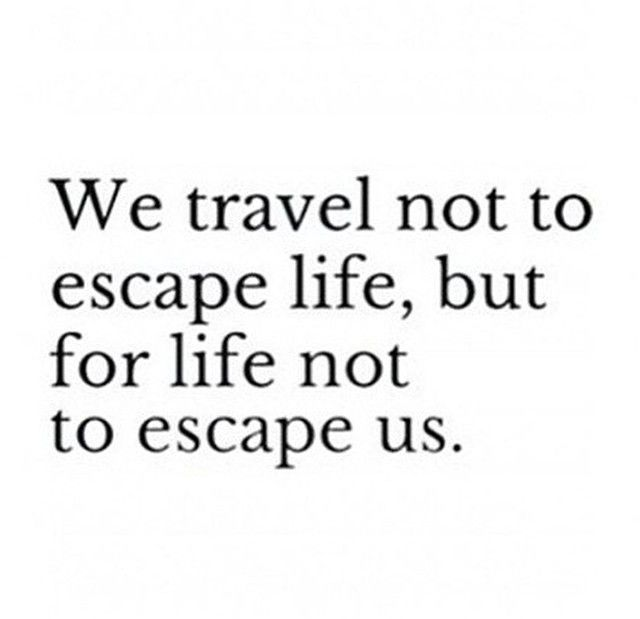 We travel not to
escape life, but
for life not
to escape us.